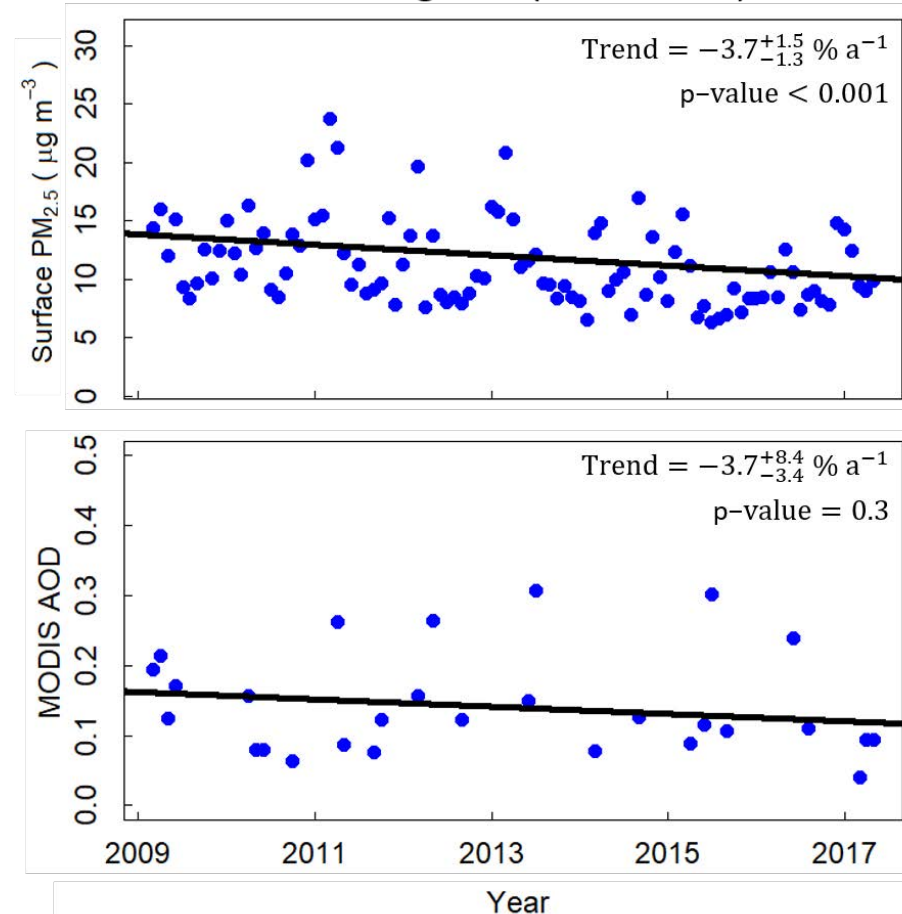 Trend = −3.7 +1.5 −1.3 % a−1
p−value < 0.001
Surface PM2.5 ( μg m−3 )
30
25
20
15
10
5
0
Trend = −3.7 +8.4 −3.4 % a−1
p−value = 0.3
MODIS AOD
0.5
0.4
0.3
0.2
0.1
0.0
2009 2011 2013 2015 2017
Year